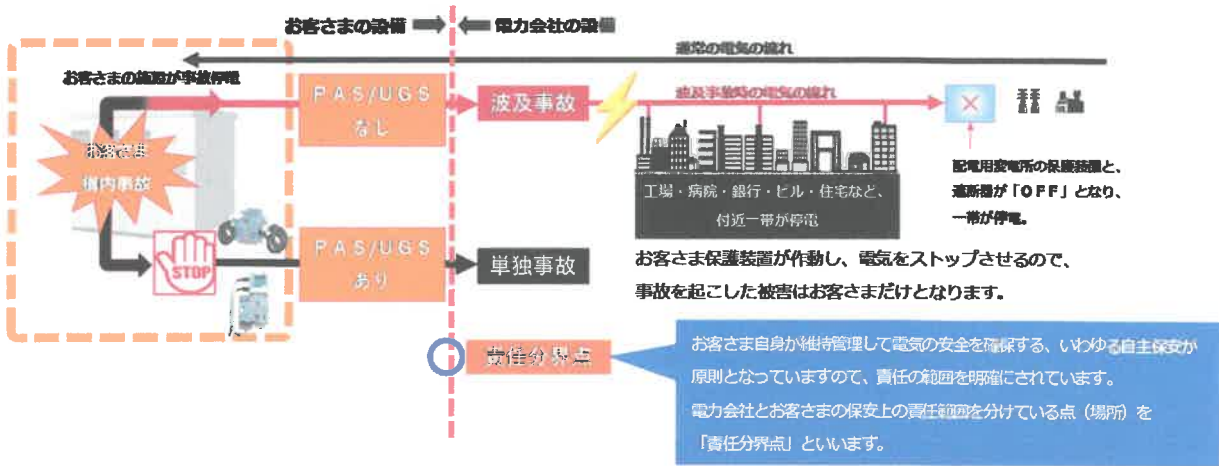 お客さまの設備
電力会社の設備
通常の電気の流れ
お客さまの施設が事故停電
PAS/UGS
なし
波及事故
波及事故時の電気の流れ
お客さま
構内事故
工場・病院・銀行・ビル・住宅など、
付近一帯が停電
配電用変電所の保護装置と、
遮断器が「OFF」となり、
一帯が停電。
STOP
PAS/UGS
あり
単独事故
お客さま保護装置が作動し、電気をストップさせるので、
事故を起こした被害はお客さまだけとなります。
責任分界点
お客さま自身が維持管理して電気の安全を確保する、いわゆる自主保安が
原則となっていますので、責任の範囲を明確にされています。
電力会社とお客さまの保安上の責任範囲を分けている点(場所)を
「責任分界点」といいます。